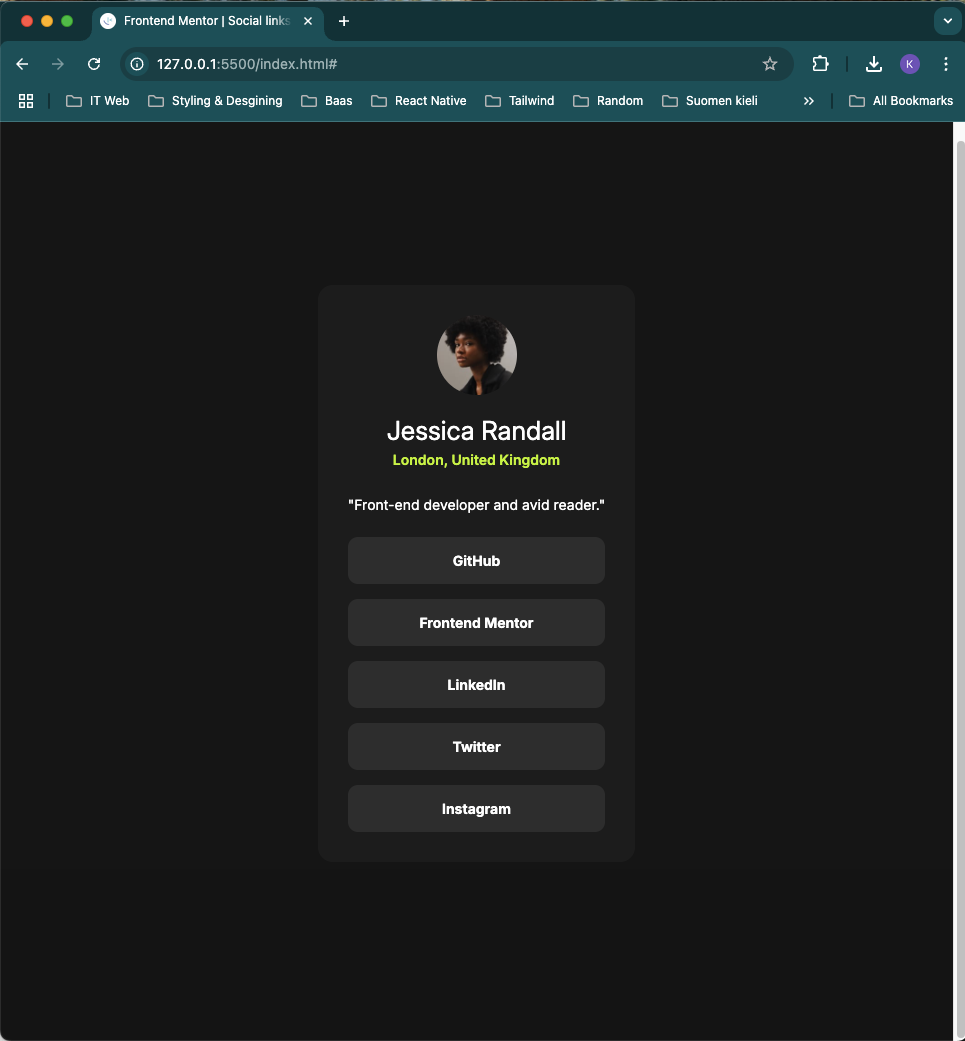 Frontend Mentor | Social links
127.0.0.1:5500/index.html#
K
IT Web
Styling & Desgining
Baas
React Native
Tailwind
Random
Suomen kieli
All Bookmarks
Jessica Randall
London, United Kingdom
"Front-end developer and avid reader."
GitHub
Frontend Mentor
LinkedIn
Twitter
Instagram